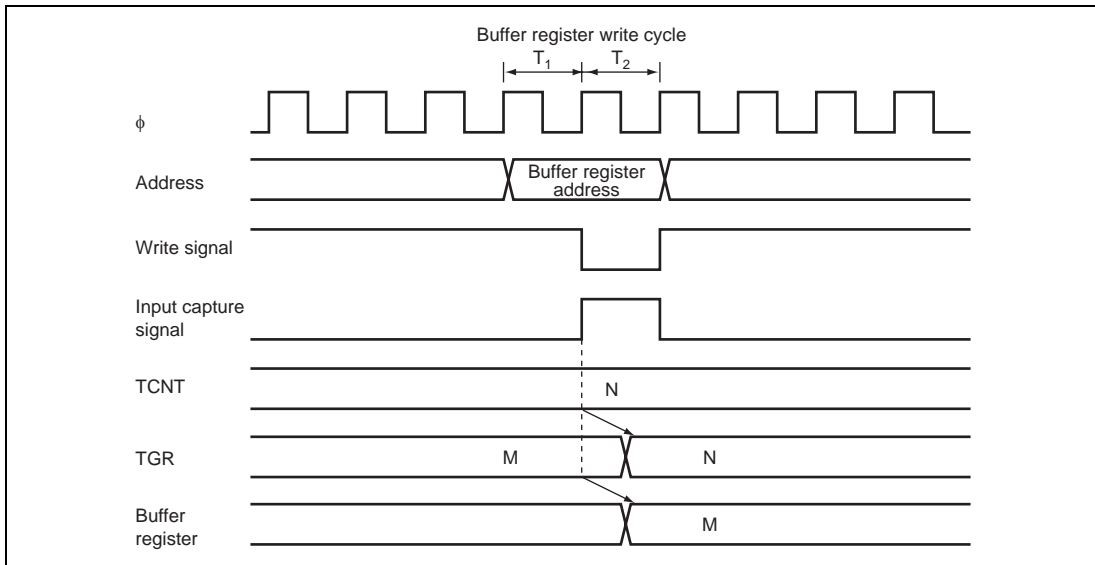 Buffer register write cycle
T1 T2
ϕ
Address
Buffer register
address
Write signal
Input capture
signal
TCNT
N
TGR
M N
Buffer
register
M